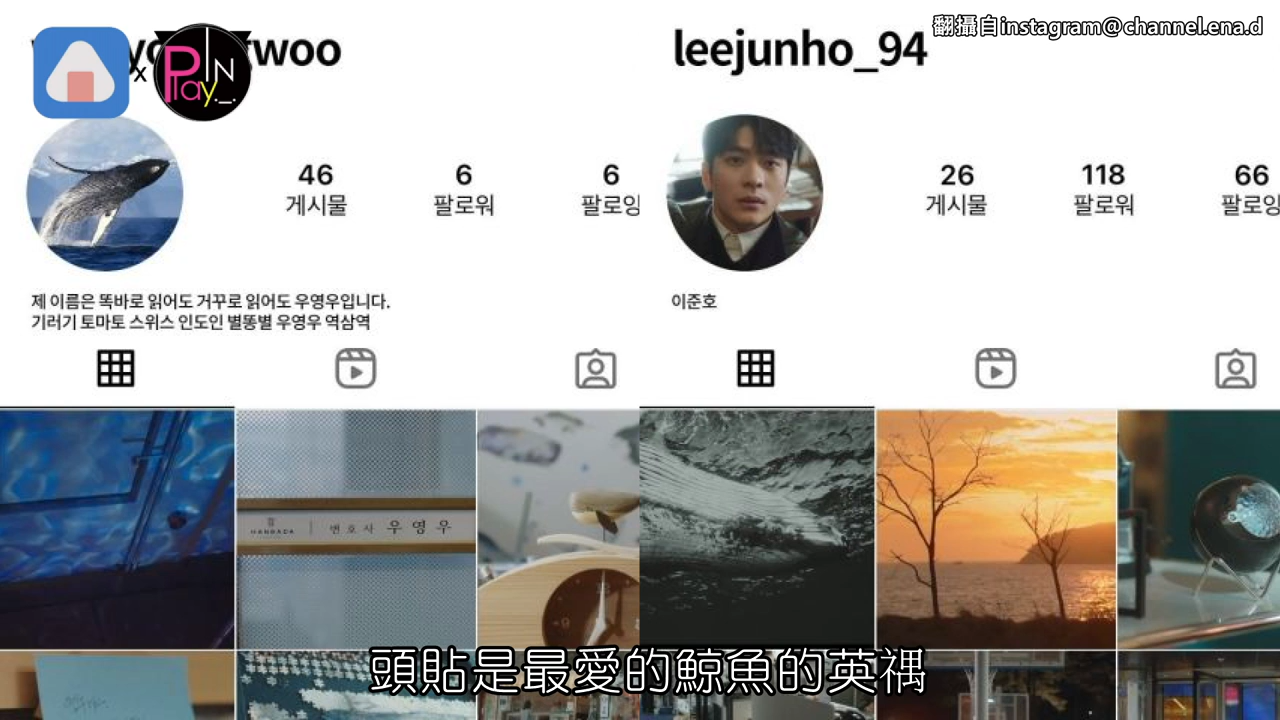 翻攝自instagram@channel.ena.d
twoo
leejunho_94
x
PlayIN
46
6
6
게시물
팔로워
팔로잉
26
118
66
게시물
팔로워
팔로잉
제 이름은 똑바로 읽어도 거꾸로 읽어도 우영우입니다.
기러기 토마토 스위스 인도인 별똥별 우영우 역삼역
이준호
HANBADA | 변호사 우영우
頭貼是最愛的鯨魚的英禑